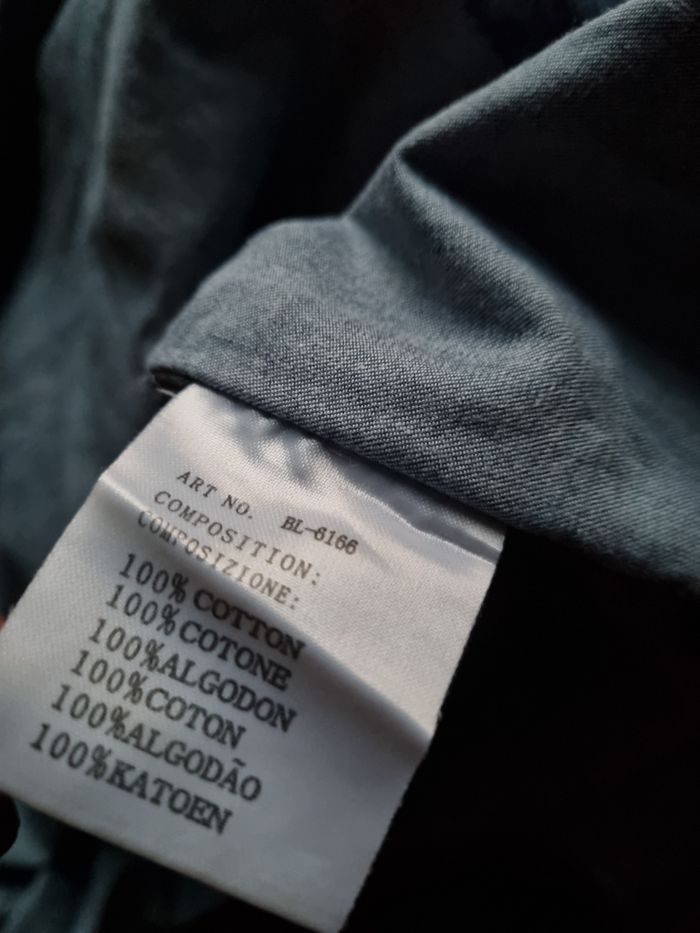 ART NO. BL-6166
COMPOSITION:
COMPOSIZIONE:
100% COTTON
100% COTONE
100%ALGODON
100%COTON
100%ALGODÃO
100%KATOEN